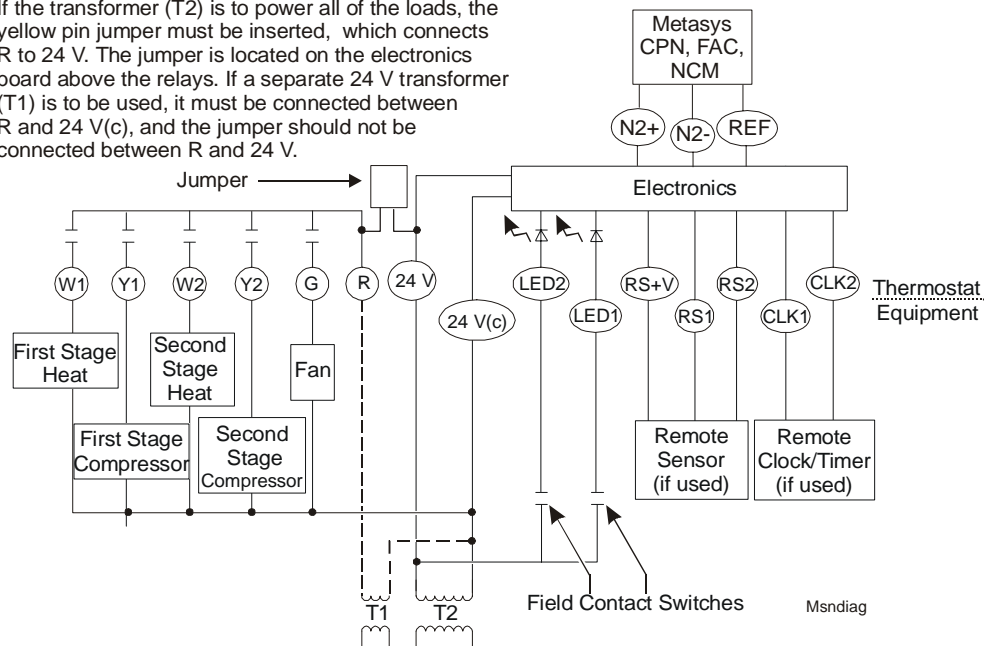 If the transformer (T2) is to power all of the loads, the
yellow pin jumper must be inserted, which connects
R to 24 V. The jumper is located on the electronics
board above the relays. If a separate 24 V transformer
(T1) is to be used, it must be connected between
R and 24 V(c), and the jumper should not be
connected between R and 24 V.
Metasys
CPN, FAC,
NCM
N2+
N2-
REF
Jumper
Electronics
W1
Y1
W2
Y2
G
R
24 V
24 V(c)
LED2
LED1
RS+V
RS1
RS2
CLK1
CLK2
Thermostat
Equipment
First Stage
Heat
Second
Stage
Heat
Fan
First Stage
Compressor
Second
Stage
Compressor
Remote
Sensor
(if used)
Remote
Clock/Timer
(if used)
T1
T2
Field Contact Switches
Msndiag